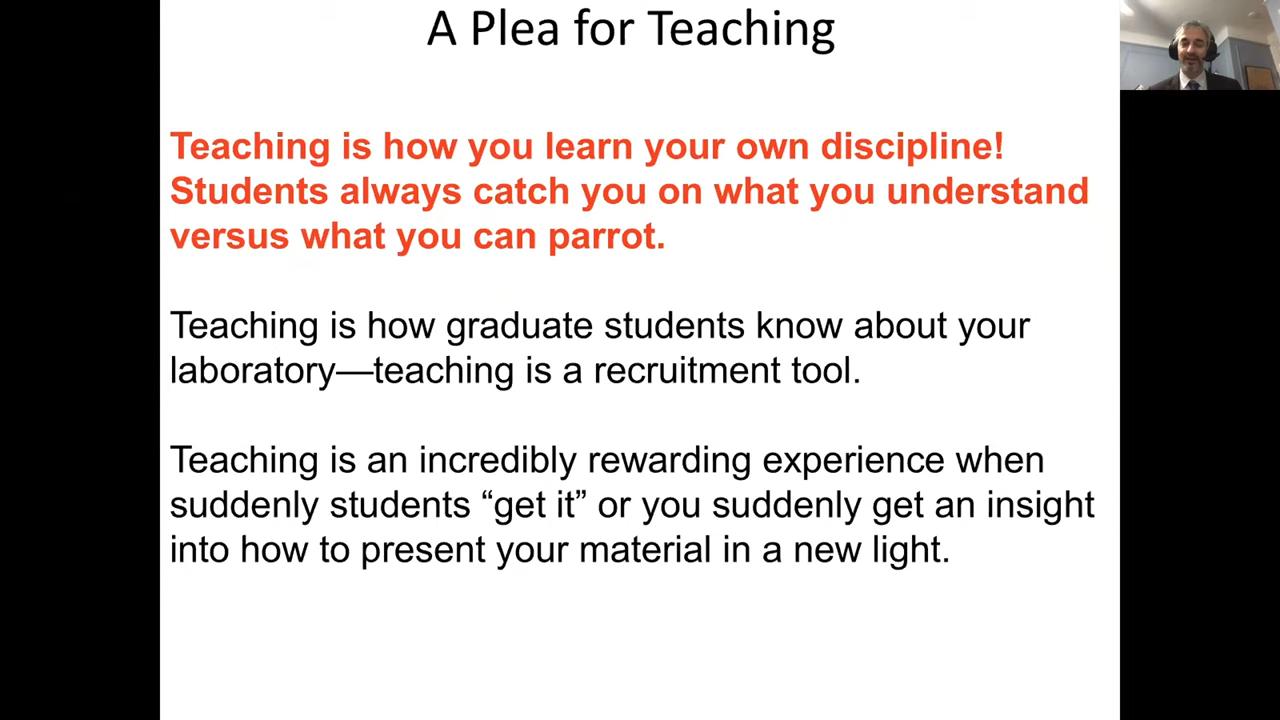 A Plea for Teaching
Teaching is how you learn your own discipline!
Students always catch you on what you understand
versus what you can parrot.
Teaching is how graduate students know about your
laboratory—teaching is a recruitment tool.
Teaching is an incredibly rewarding experience when
suddenly students “get it” or you suddenly get an insight
into how to present your material in a new light.